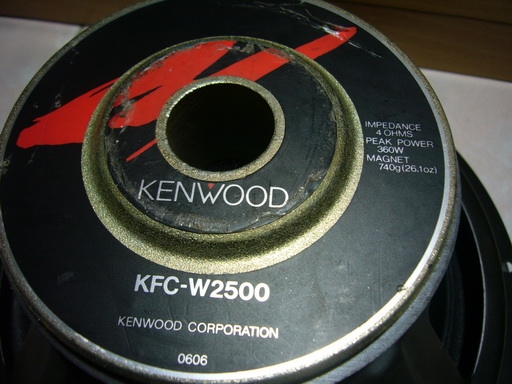 KENWOOD
IMPEDANCE
4 OHMS
PEAK POWER
360W
MAGNET
740g(26.1oz)
KFC-W2500
KENWOOD CORPORATION
0606